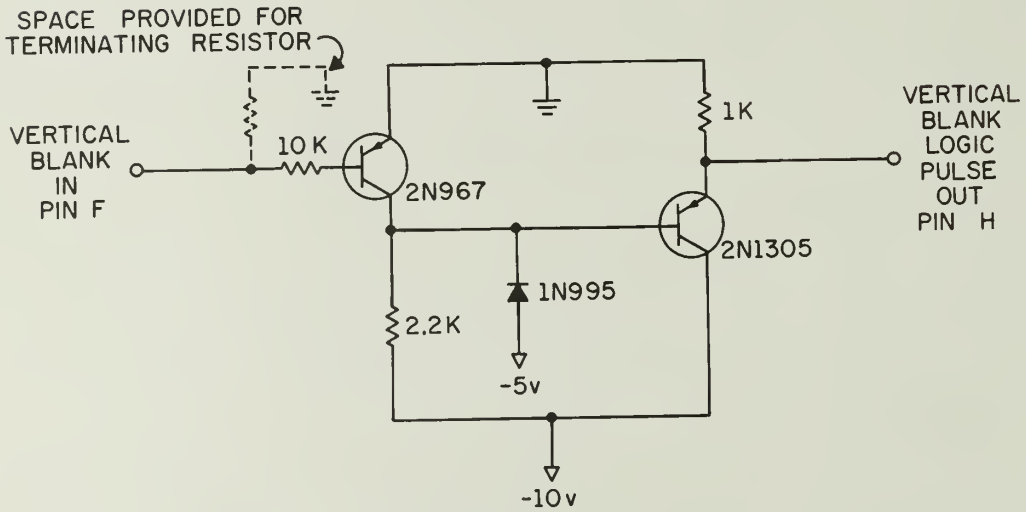 SPACE PROVIDED FOR
TERMINATING RESISTOR
VERTICAL
BLANK
IN
PIN F
10 K
2N967
2.2K
1N995
-5v
-10v
1K
2N1305
VERTICAL
BLANK
LOGIC
PULSE
OUT
PIN H